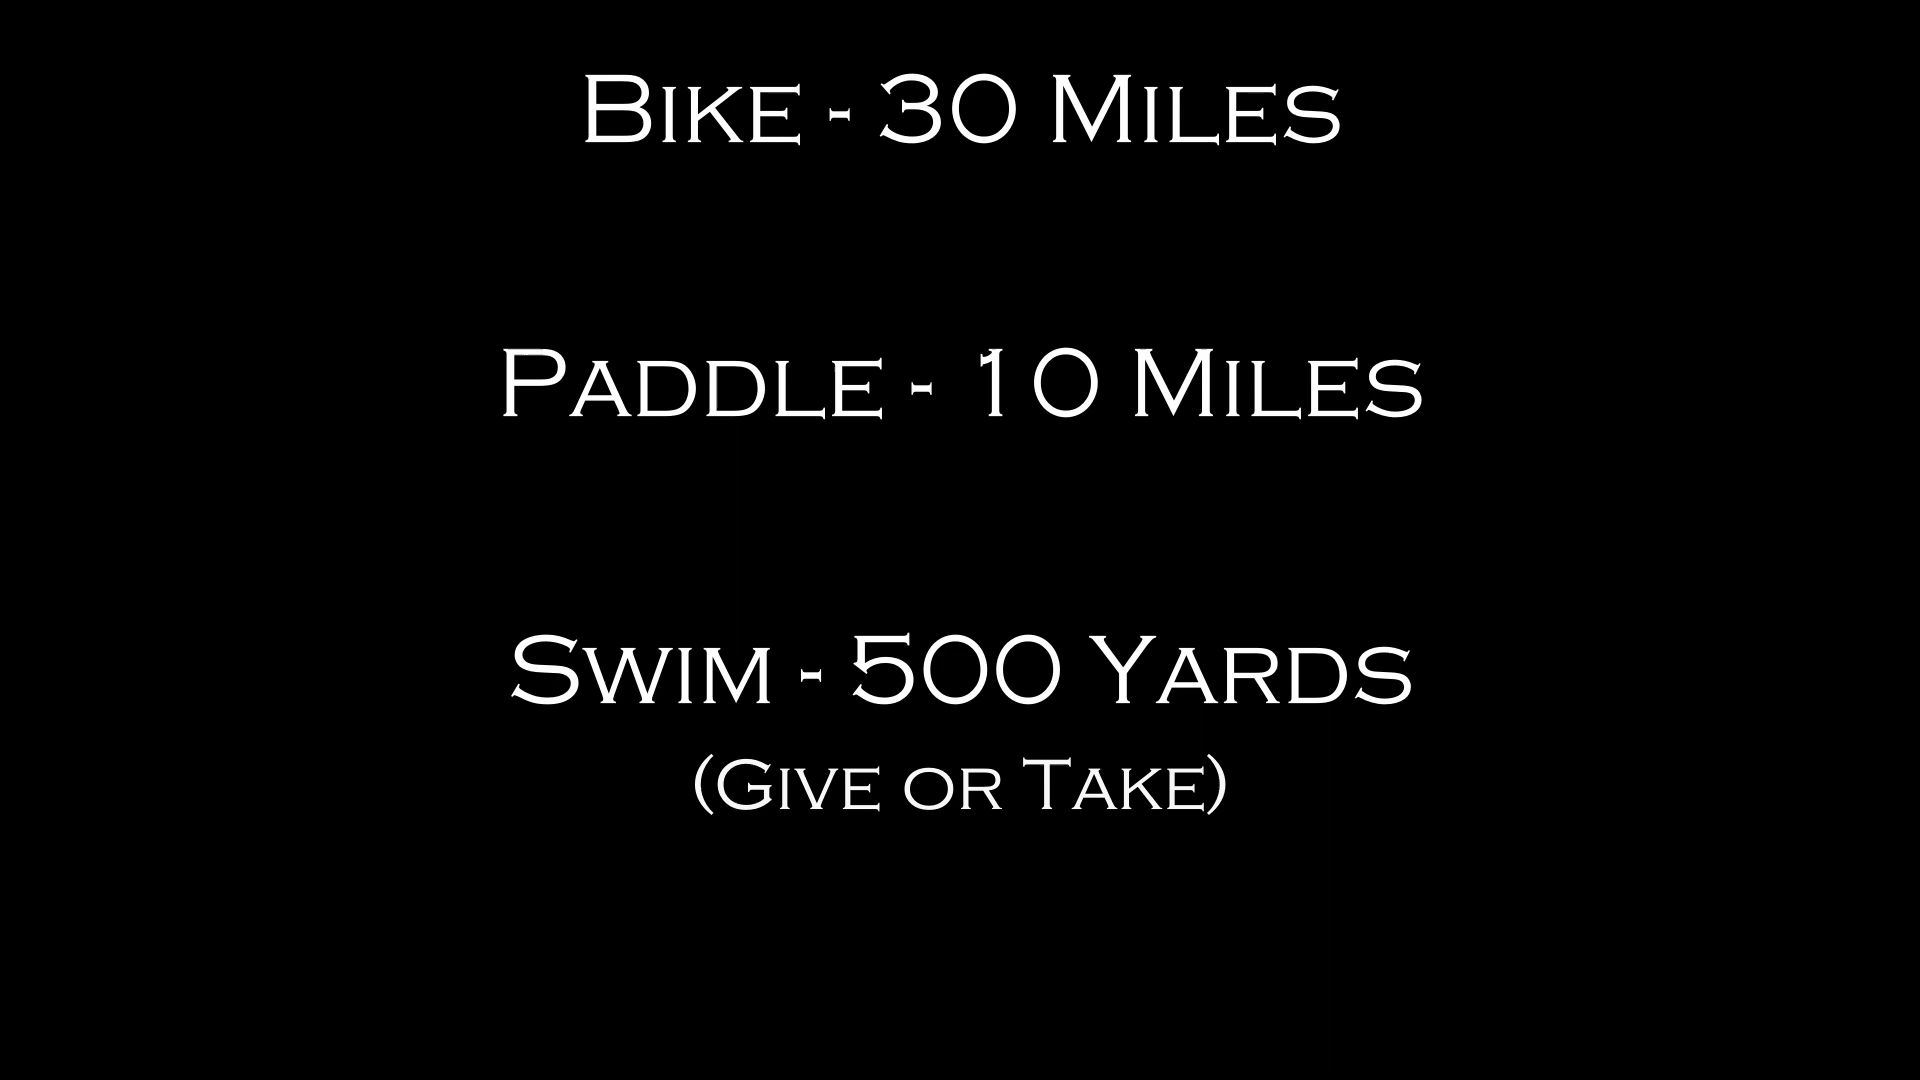 Bike - 30 Miles
Paddle - 10 Miles
Swim - 500 Yards
(Give or Take)